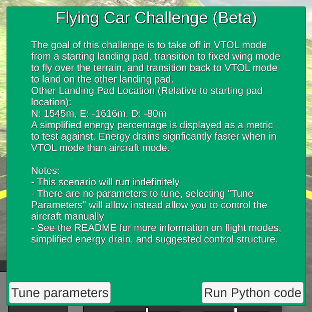 Flying Car Challenge (Beta)
The goal of this challenge is to take off in VTOL mode
from a starting landing pad, transition to fixed wing mode
to fly over the terrain, and transition back to VTOL mode
to land on the other landing pad.
Other Landing Pad Location (Relative to starting pad
location):
N: 1545m, E: -1616m, D: -80m
A simplified energy percentage is displayed as a metric
to test against. Energy drains signficantly faster when in
VTOL mode than aircraft mode.
Notes:
- This scenario will run indefinitely
- There are no parameters to tune, selecting "Tune
Parameters" will allow instead allow you to control the
aircraft manually
- See the README for more information on flight modes,
simplified energy drain, and suggested control structure.
Tune parameters
Run Python code